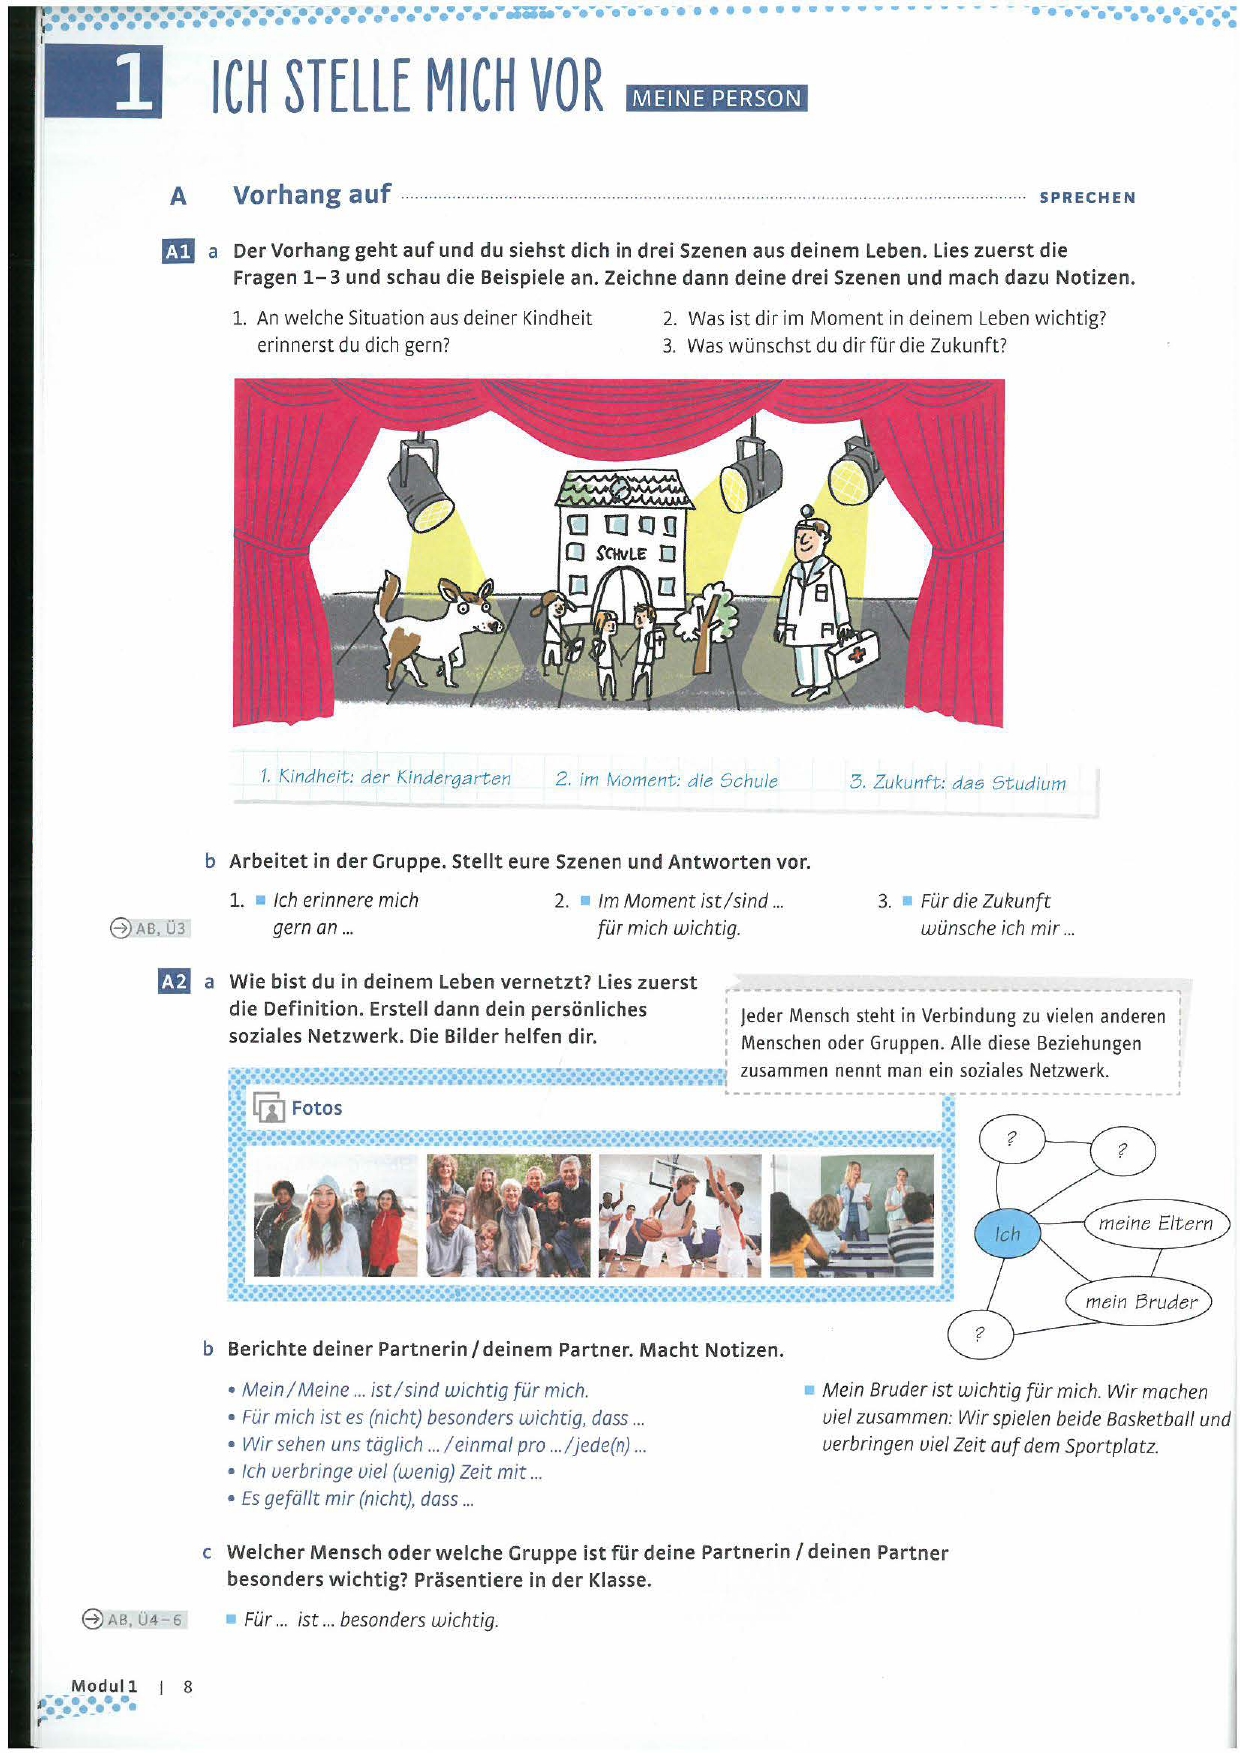 1 ICH STELLE MICH VOR MEINE PERSON
A Vorhang auf SPRECHEN
A1 a Der Vorhang geht auf und du siehst dich in drei Szenen aus deinem Leben. Lies zuerst die
Fragen 1–3 und schau die Beispiele an. Zeichne dann deine drei Szenen und mach dazu Notizen.
1. An welche Situation aus deiner Kindheit
erinnerst du dich gern?
2. Was ist dir im Moment in deinem Leben wichtig?
3. Was wünschst du dir für die Zukunft?
SCHULE
1. Kindheit: der Kindergarten
2. im Moment: die Schule
3. Zukunft: das Studium
b Arbeitet in der Gruppe. Stellt eure Szenen und Antworten vor.
1. Ich erinnere mich
gern an ...
2. Im Moment ist/sind ...
für mich wichtig.
3. Für die Zukunft
wünsche ich mir ...
AB, Ü3
A2 a Wie bist du in deinem Leben vernetzt? Lies zuerst
die Definition. Erstell dann dein persönliches
soziales Netzwerk. Die Bilder helfen dir.
Jeder Mensch steht in Verbindung zu vielen anderen
Menschen oder Gruppen. Alle diese Beziehungen
zusammen nennt man ein soziales Netzwerk.
Fotos
?
?
Ich
meine Eltern
mein Bruder
?
b Berichte deiner Partnerin / deinem Partner. Macht Notizen.
• Mein / Meine ... ist/sind wichtig für mich.
• Für mich ist es (nicht) besonders wichtig, dass ...
• Wir sehen uns täglich ... / einmal pro ... / jede(n) ...
• Ich verbringe viel (wenig) Zeit mit ...
• Es gefällt mir (nicht), dass ...
Mein Bruder ist wichtig für mich. Wir machen
viel zusammen: Wir spielen beide Basketball und
verbringen viel Zeit auf dem Sportplatz.
c Welcher Mensch oder welche Gruppe ist für deine Partnerin / deinen Partner
besonders wichtig? Präsentiere in der Klasse.
AB, Ü4–6
Für ... ist ... besonders wichtig.
Modul 1 | 8